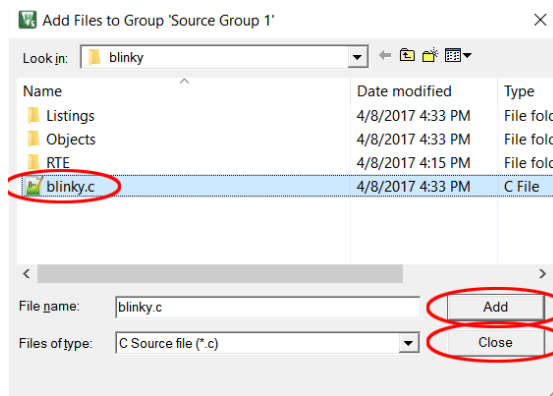 Add Files to Group 'Source Group 1'
Look in: blinky
Name Date modified Type
Listings 4/8/2017 4:33 PM File fold
Objects 4/8/2017 4:33 PM File fold
RTE 4/8/2017 4:15 PM File fold
blinky.c 4/8/2017 4:33 PM C File
File name: blinky.c Add
Files of type: C Source file (*.c) Close